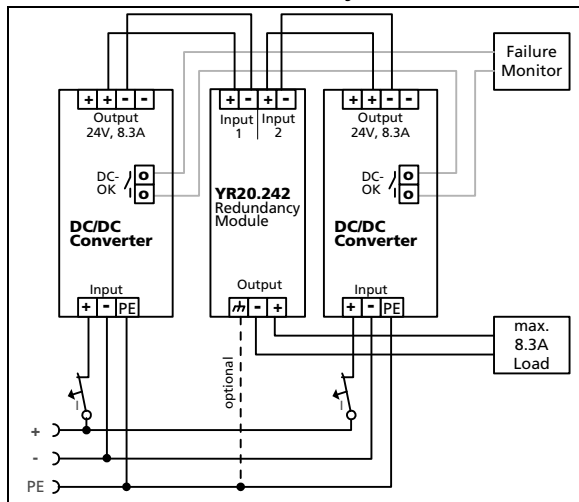 Failure
Monitor
+ + - -
Output
24V, 8.3A
DC-
OK
DC/DC
Converter
Input
+ - PE
+ - + -
Input
1
Input
2
YR20.242
Redundancy
Module
Output
- +
+ + - -
Output
24V, 8.3A
DC-
OK
DC/DC
Converter
Input
+ - PE
max.
8.3A
Load
I
optional
I
+
-
PE